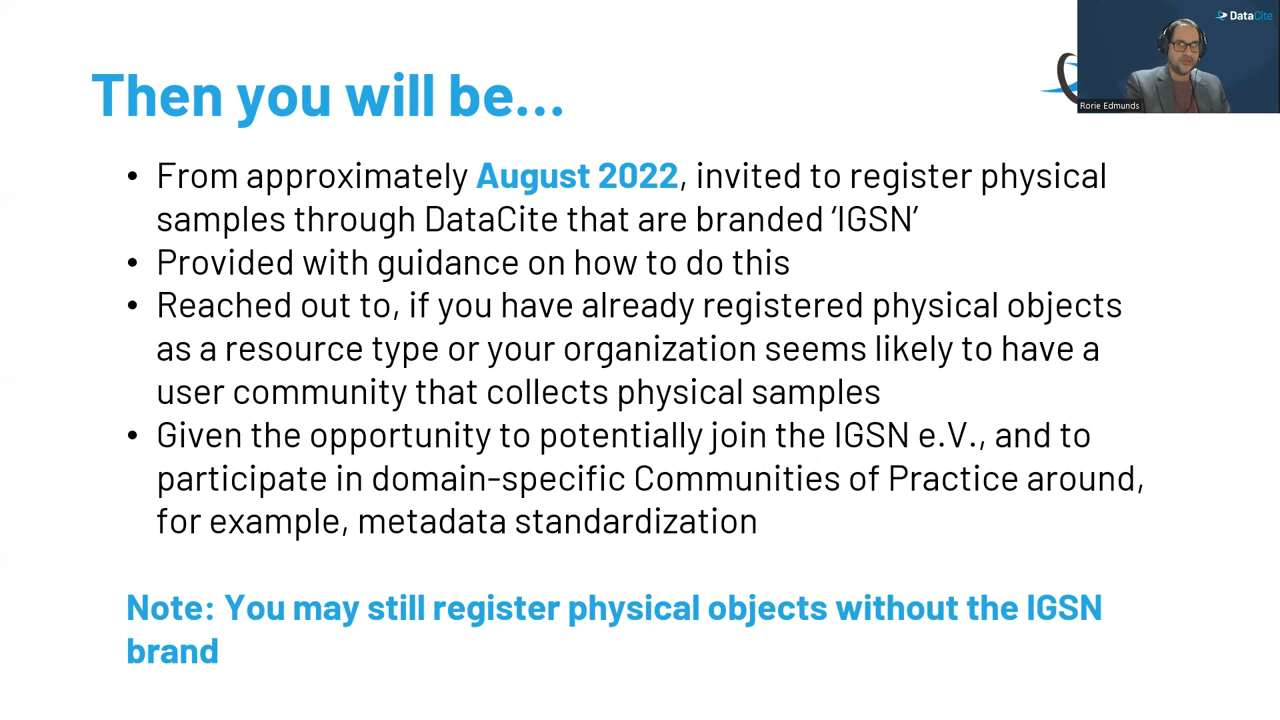 DataCite
Rorie Edmunds
Then you will be...
• From approximately August 2022, invited to register physical
samples through DataCite that are branded ‘IGSN’
• Provided with guidance on how to do this
• Reached out to, if you have already registered physical objects
as a resource type or your organization seems likely to have a
user community that collects physical samples
• Given the opportunity to potentially join the IGSN e.V., and to
participate in domain-specific Communities of Practice around,
for example, metadata standardization
Note: You may still register physical objects without the IGSN
brand